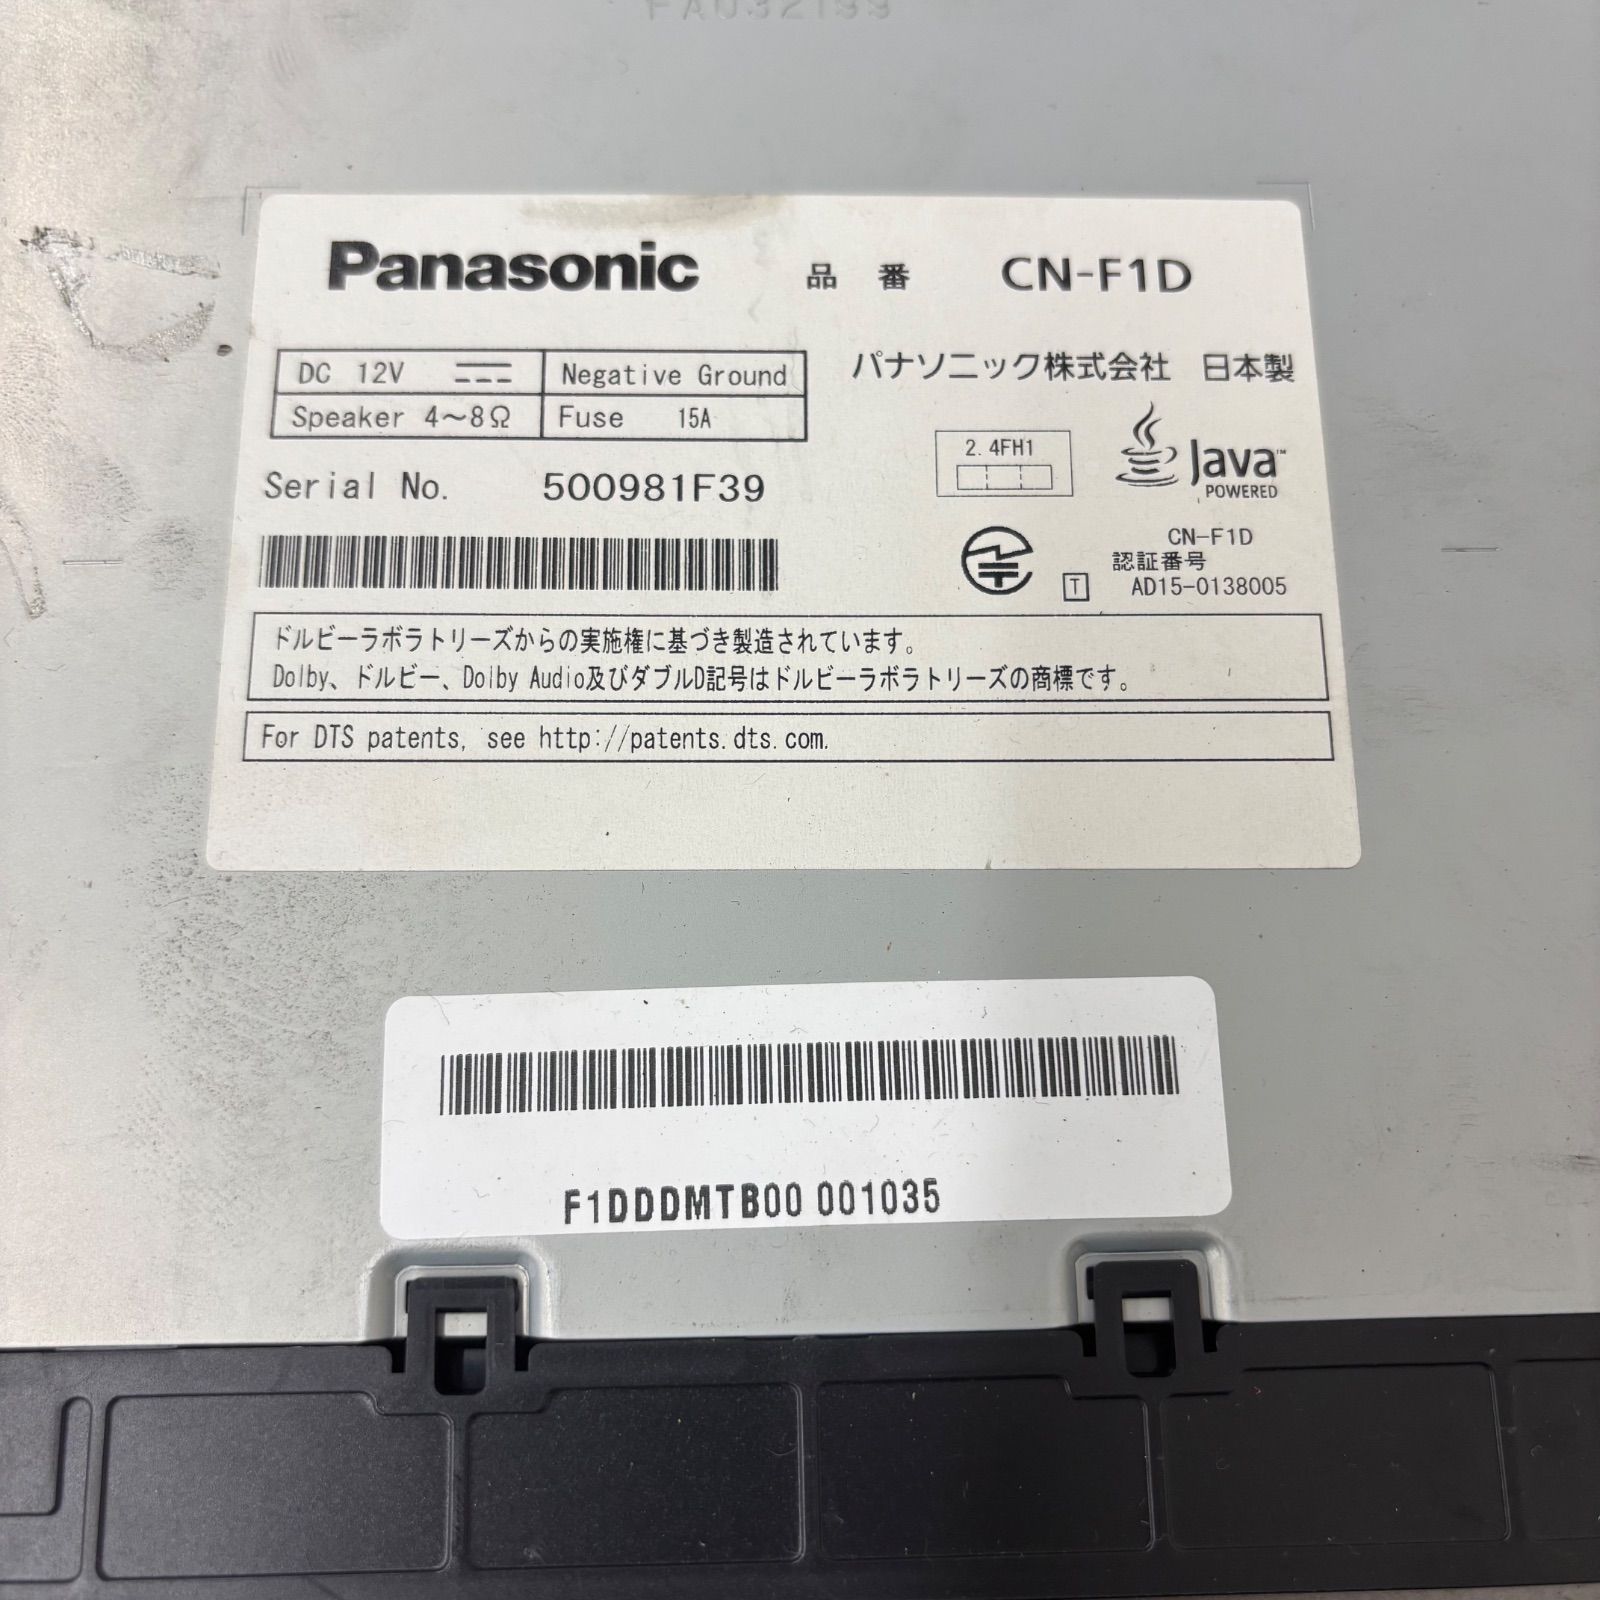 FA032199
Panasonic 品番 CN-F1D
DC 12V Negative Ground
Speaker 4～8Ω Fuse 15A
パナソニック株式会社 日本製
2.4FH1
Java™
POWERED
Serial No. 500981F39
CN-F1D
認証番号
T AD15-0138005
ドルビーラボラトリーズからの実施権に基づき製造されています。
Dolby、ドルビー、Dolby Audio及びダブルD記号はドルビーラボラトリーズの商標です。
For DTS patents, see http://patents.dts.com.
F1DDDMTB00 001035